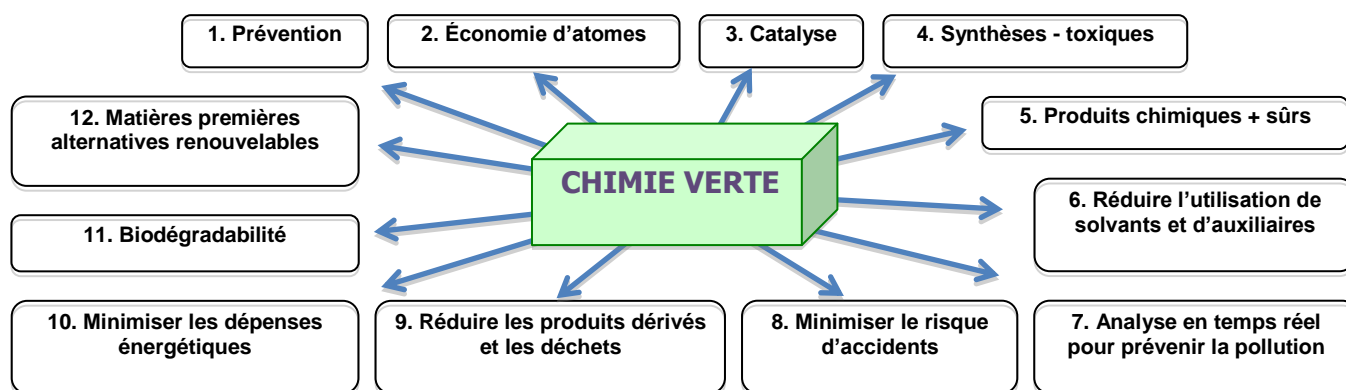 1. Prévention
2. Économie d’atomes
3. Catalyse
4. Synthèses - toxiques
12. Matières premières
alternatives renouvelables
5. Produits chimiques + sûrs
CHIMIE VERTE
6. Réduire l’utilisation de
solvants et d’auxiliaires
11. Biodégradabilité
10. Minimiser les dépenses
énergétiques
9. Réduire les produits dérivés
et les déchets
8. Minimiser le risque
d’accidents
7. Analyse en temps réel
pour prévenir la pollution